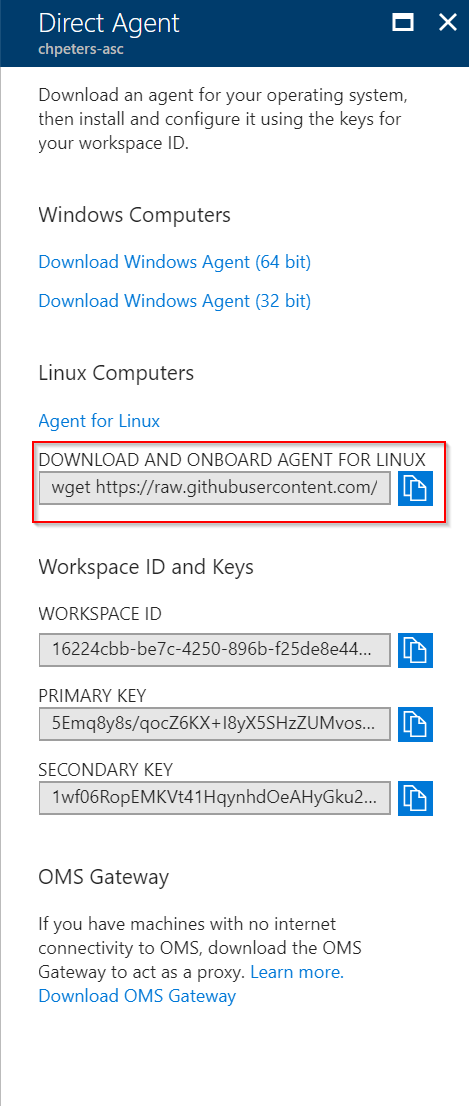 Direct Agent
chpeters-asc
Download an agent for your operating system,
then install and configure it using the keys for
your workspace ID.
Windows Computers
Download Windows Agent (64 bit)
Download Windows Agent (32 bit)
Linux Computers
Agent for Linux
DOWNLOAD AND ONBOARD AGENT FOR LINUX
wget https://raw.githubusercontent.com/
Workspace ID and Keys
WORKSPACE ID
16224cbb-be7c-4250-896b-f25de8e44...
PRIMARY KEY
5Emq8y8s/qocZ6KX+I8yX5SHzZUMvos...
SECONDARY KEY
1wf06RopEMKVt41HqynhdOeAHyGku2...
OMS Gateway
If you have machines with no internet
connectivity to OMS, download the OMS
Gateway to act as a proxy. Learn more.
Download OMS Gateway